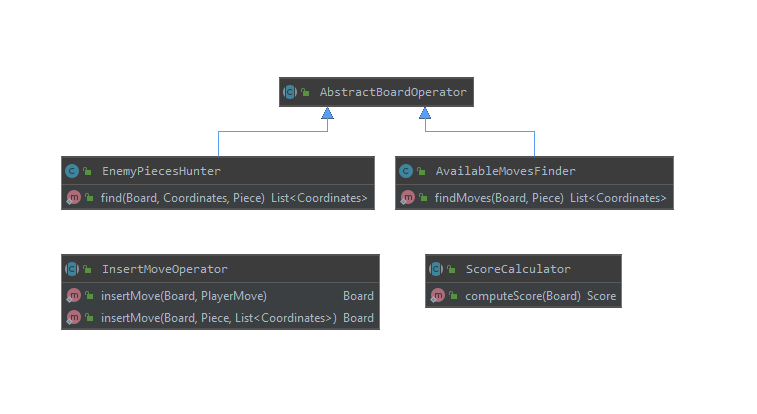 AbstractBoardOperator
EnemyPiecesHunter
find(Board, Coordinates, Piece) List<Coordinates>
AvailableMovesFinder
findMoves(Board, Piece) List<Coordinates>
InsertMoveOperator
insertMove(Board, PlayerMove) Board
insertMove(Board, Piece, List<Coordinates>) Board
ScoreCalculator
computeScore(Board) Score